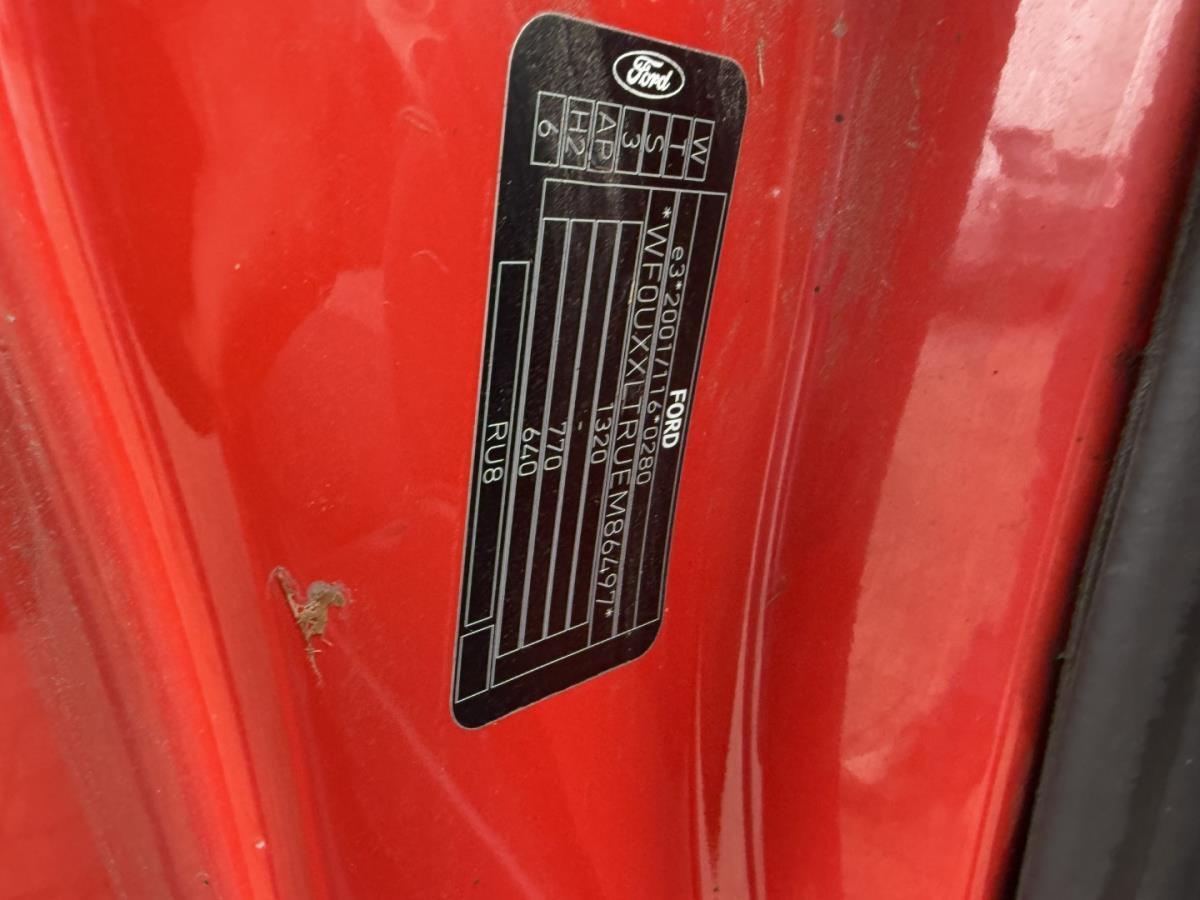 Ford
FORD
e3*2001/116*0280
*WF0UXXLTRUEM86497*
1320
-
770
640
RU8
W
T
S
3
AP
H2
6